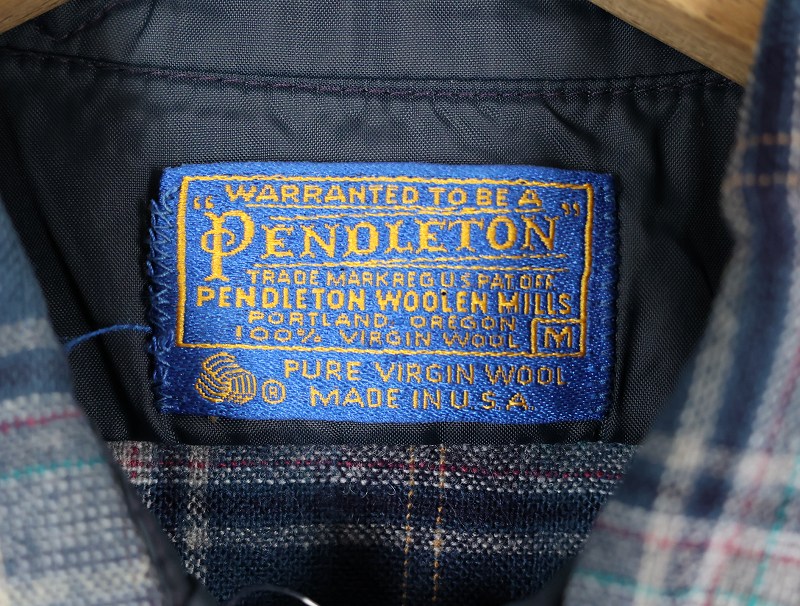 "WARRANTED TO BE A
PENDLETON"
TRADE MARK REG U S PAT. OFF.
PENDLETON WOOLEN MILLS
PORTLAND, OREGON
100% VIRGIN WOOL M
® PURE VIRGIN WOOL
MADE IN U.S.A.